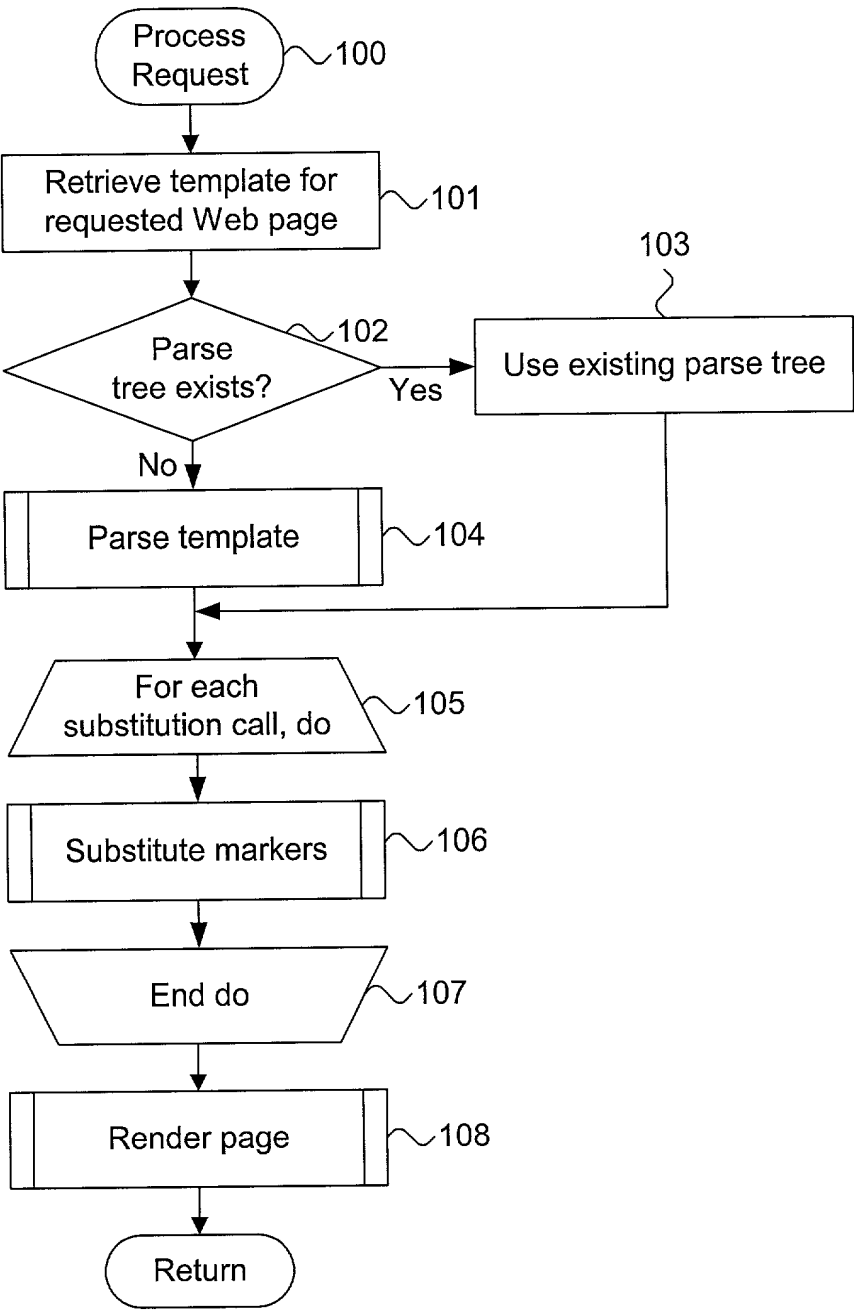 Process
Request
100
Retrieve template for
requested Web page
101
103
102
Parse
tree exists?
Yes
Use existing parse tree
No
Parse template
104
For each
substitution call, do
105
Substitute markers
106
End do
107
Render page
108
Return